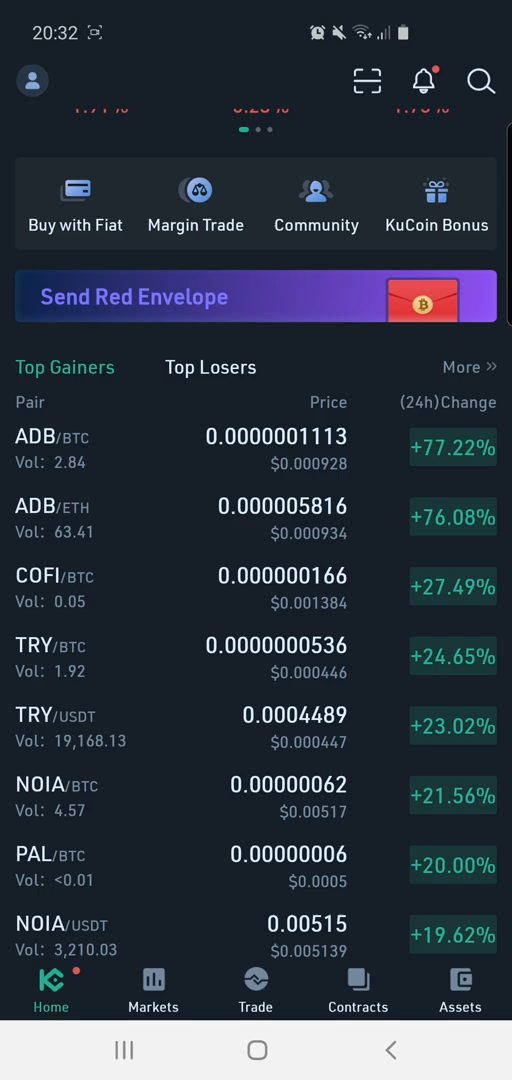 20:32
Buy with Fiat Margin Trade Community KuCoin Bonus
Send Red Envelope
Top Gainers Top Losers More »
Pair Price (24h)Change
ADB/BTC 0.0000001113 +77.22%
Vol: 2.84 $0.000928
ADB/ETH 0.000005816 +76.08%
Vol: 63.41 $0.000934
COFI/BTC 0.000000166 +27.49%
Vol: 0.05 $0.001384
TRY/BTC 0.0000000536 +24.65%
Vol: 1.92 $0.000446
TRY/USDT 0.0004489 +23.02%
Vol: 19,168.13 $0.000447
NOIA/BTC 0.00000062 +21.56%
Vol: 4.57 $0.00517
PAL/BTC 0.00000006 +20.00%
Vol: <0.01 $0.0005
NOIA/USDT 0.00515 +19.62%
Vol: 3,210.03 $0.005139
Home Markets Trade Contracts Assets